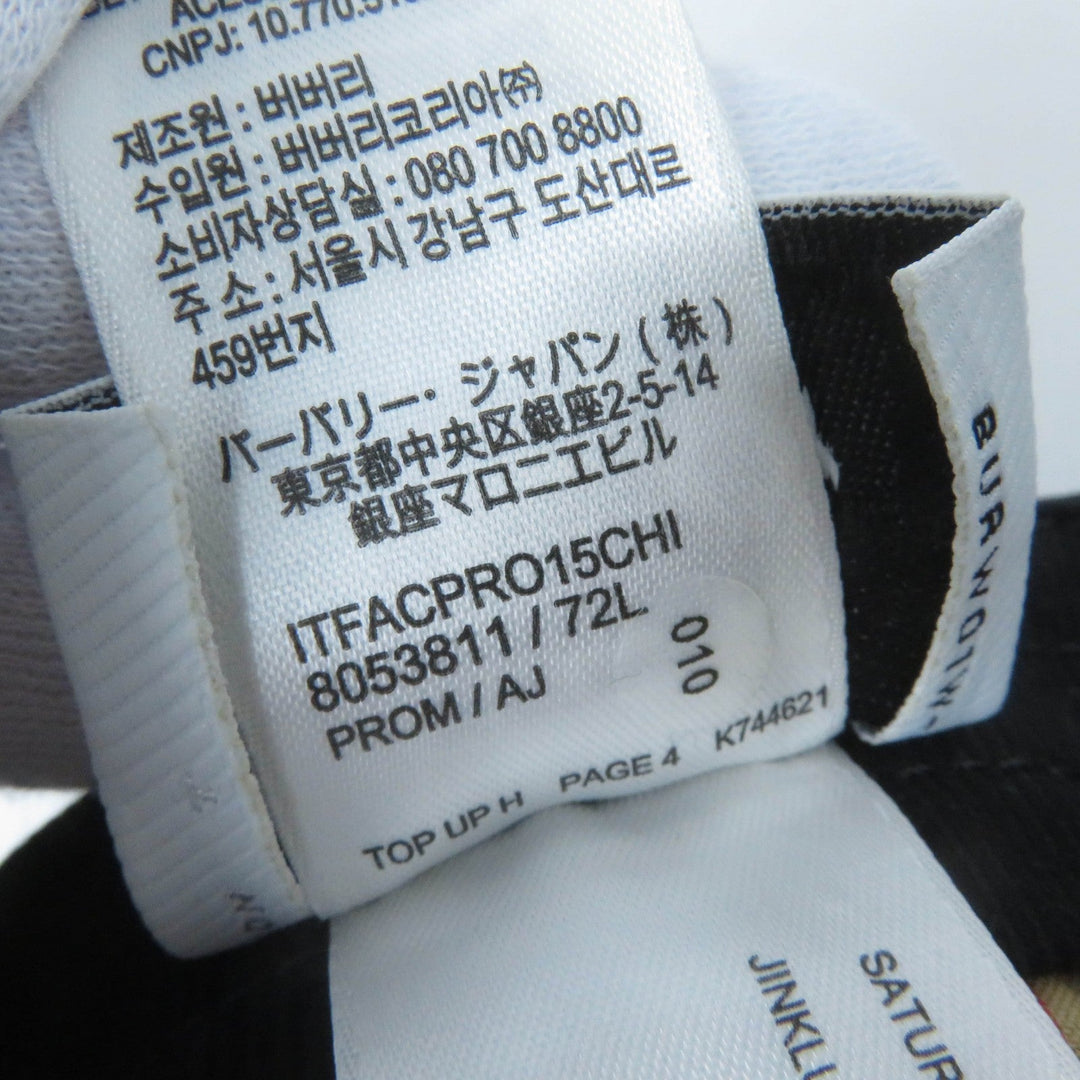 CNPJ: 10.770.
제조원 : 버버리
수입원 : 버버리코리아㈜
소비자상담실 : 080 700 8800
주 소 : 서울시 강남구 도산대로
459번지
バーバリー・ジャパン(株)
東京都中央区銀座2-5-14
銀座マロニエビル
ITFACPRO15CHI
8053811 / 72L
010
PROM / AJ
TOP UP H PAGE 4 K744621
BURW01W-
SATUR
JINKLU